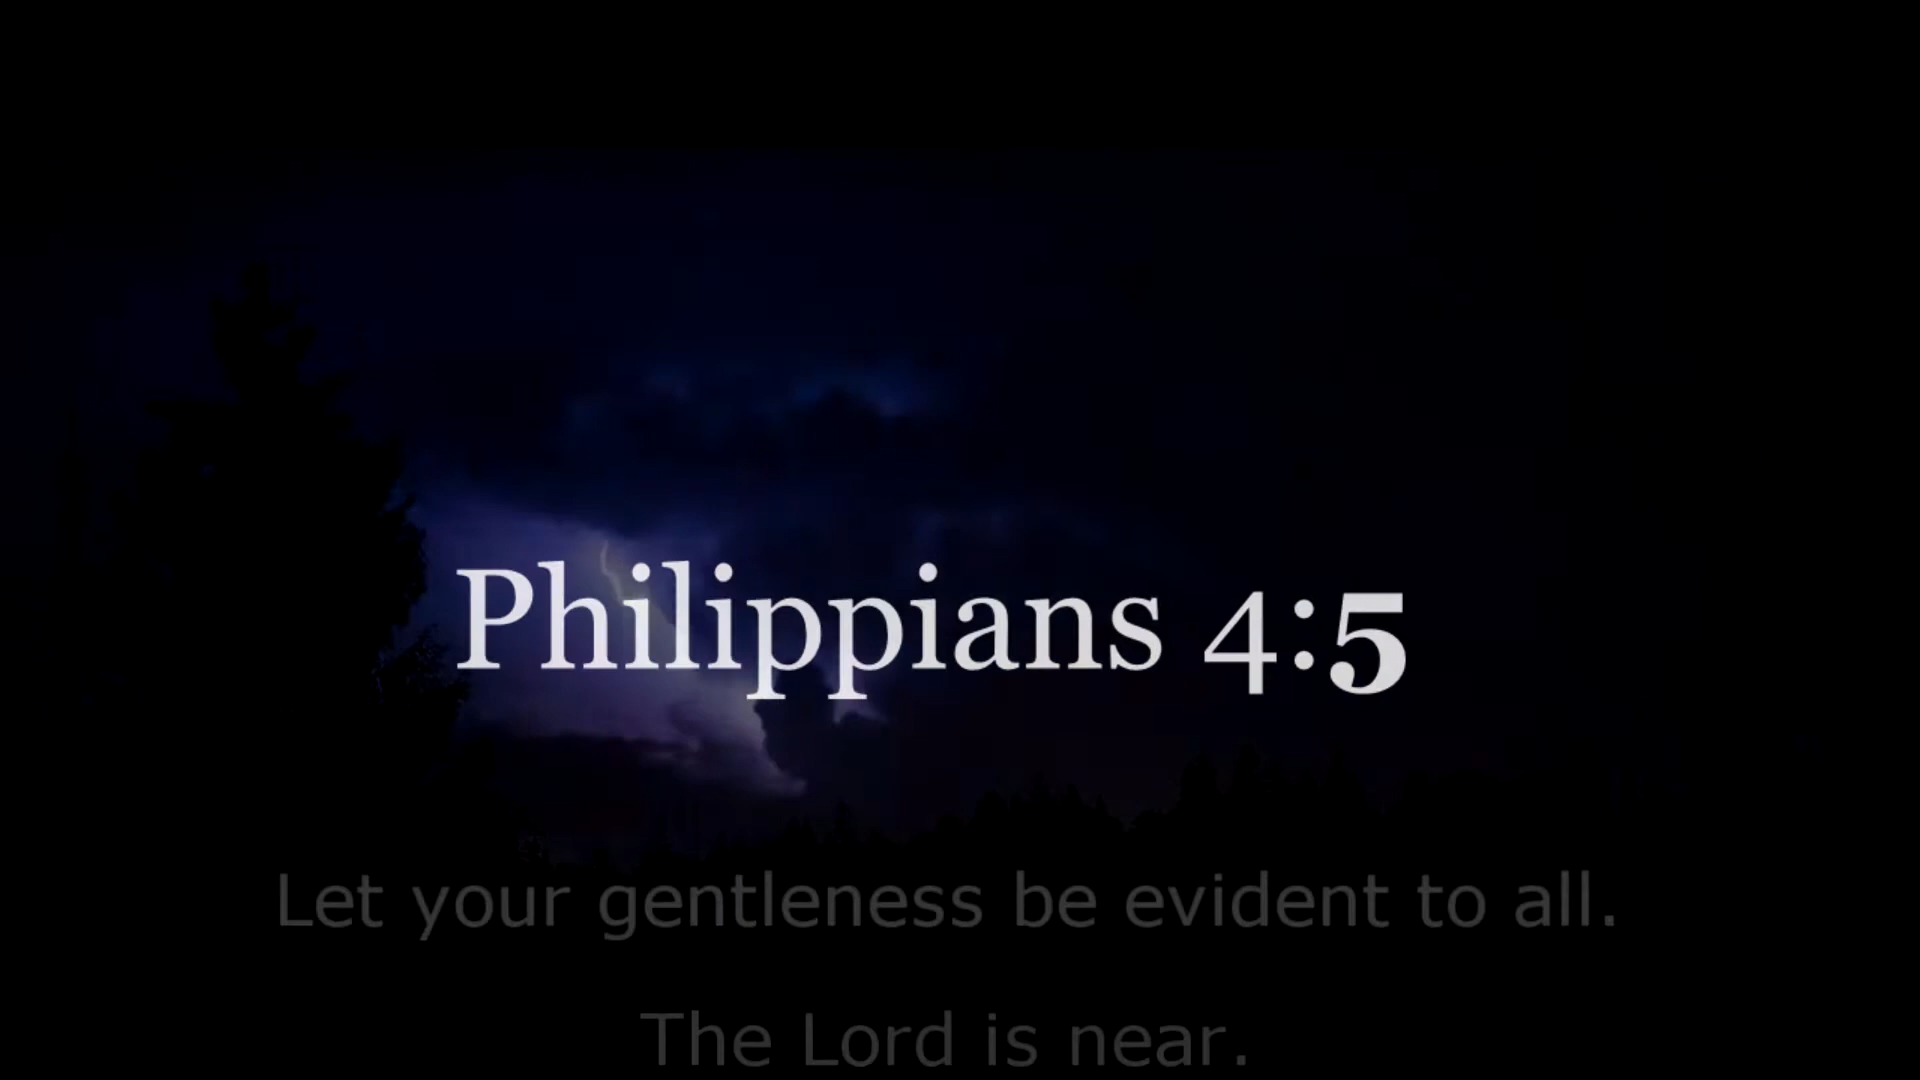 Philippians 4:5
Let your gentleness be evident to all.
The Lord is near.